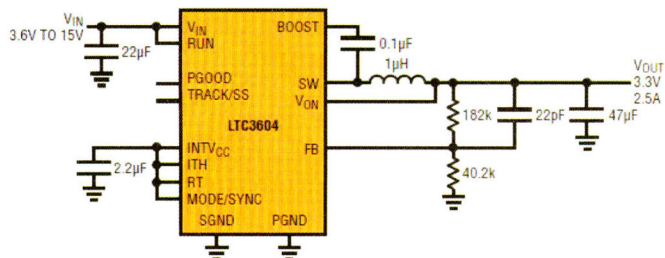 VIN
3.6V TO 15V
22µF
VIN
RUN
PGOOD
TRACK/SS
LTC3604
INTVCC
ITH
RT
MODE/SYNC
2.2µF
SGND
PGND
BOOST
SW
VON
FB
0.1µF
1µH
182k
22pF
47µF
40.2k
VOUT
3.3V
2.5A